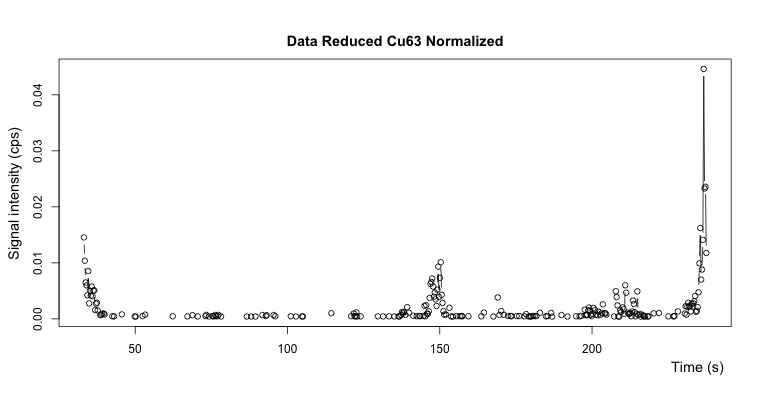 Data Reduced Cu63 Normalized
Signal intensity (cps)
0.04
0.03
0.02
0.01
0.00
50 100 150 200
Time (s)